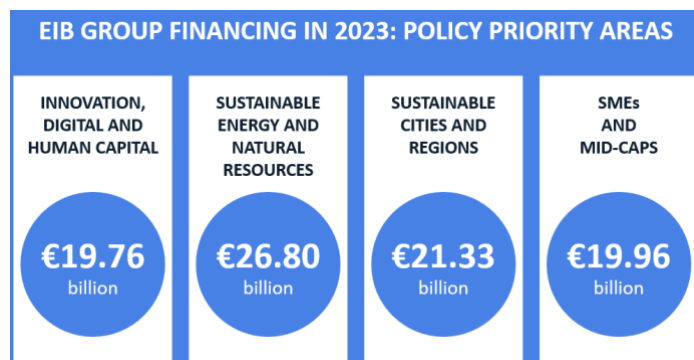 EIB GROUP FINANCING IN 2023: POLICY PRIORITY AREAS
INNOVATION,
DIGITAL AND
HUMAN CAPITAL
€19.76
billion
SUSTAINABLE
ENERGY AND
NATURAL
RESOURCES
€26.80
billion
SUSTAINABLE
CITIES AND
REGIONS
€21.33
billion
SMEs
AND
MID-CAPS
€19.96
billion